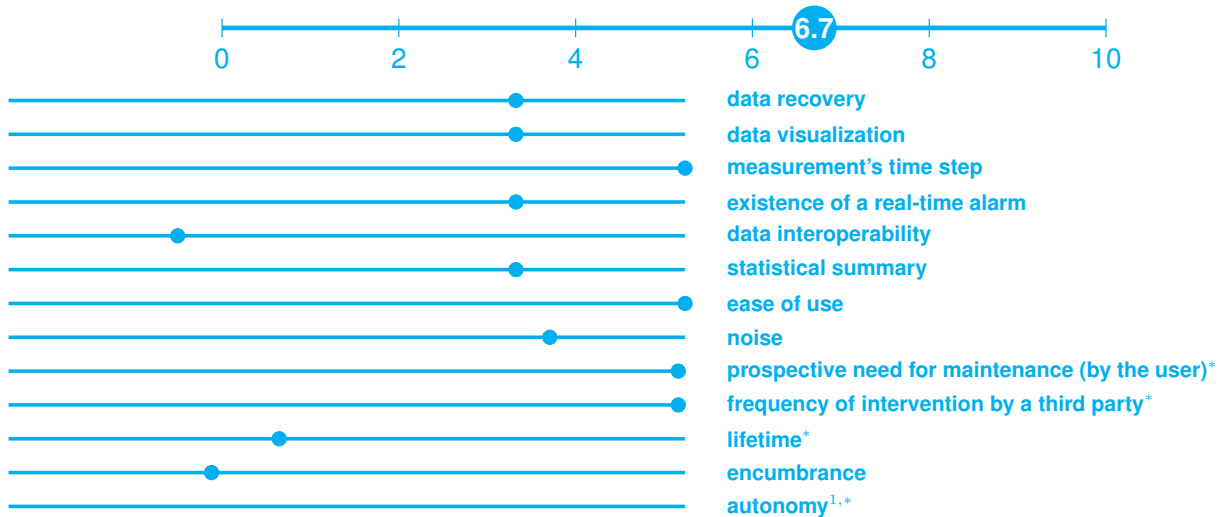 6.7
0 2 4 6 8 10
data recovery
data visualization
measurement's time step
existence of a real-time alarm
data interoperability
statistical summary
ease of use
noise
prospective need for maintenance (by the user)*
frequency of intervention by a third party*
lifetime*
encumbrance
autonomy1,*